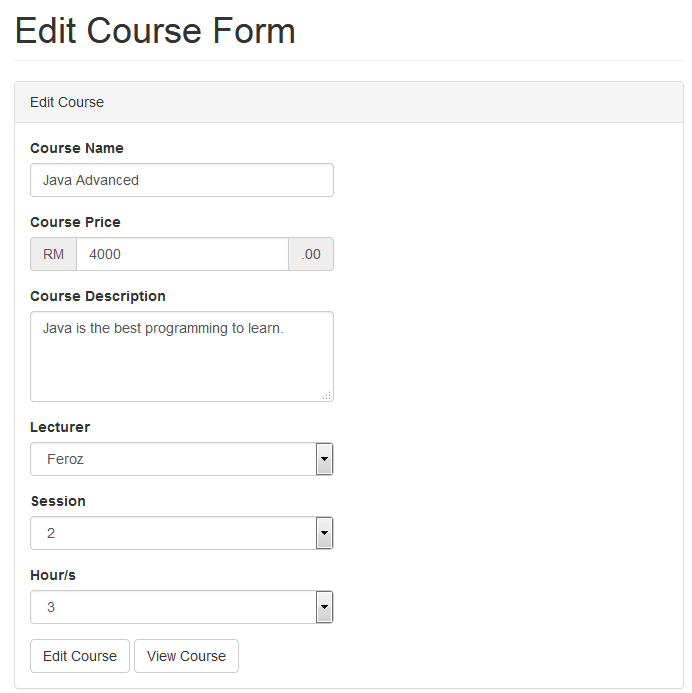 Edit Course Form
Edit Course
Course Name
Java Advanced
Course Price
RM 4000 .00
Course Description
Java is the best programming to learn.
Lecturer
Feroz
Session
2
Hour/s
3
Edit Course View Course